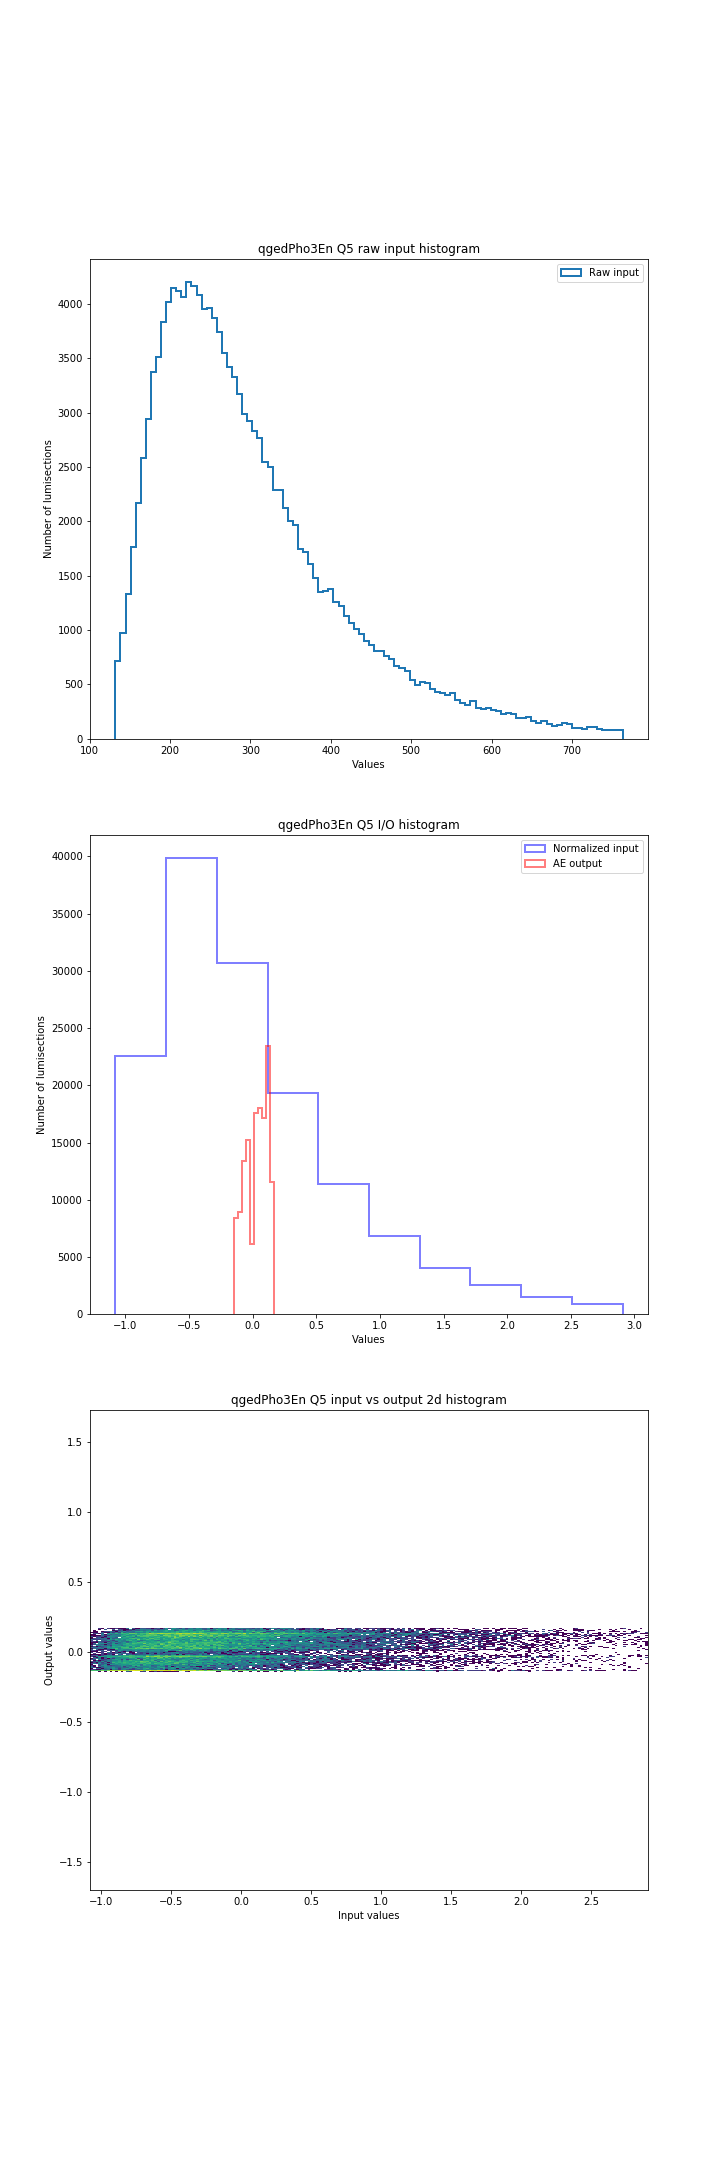 qgedPho3En Q5 raw input histogram
Raw input
4000
3500
3000
2500
2000
1500
1000
500
0
Number of lumisections
100 200 300 400 500 600 700
Values
qgedPho3En Q5 I/O histogram
Normalized input
AE output
40000
35000
30000
25000
20000
15000
10000
5000
0
Number of lumisections
−1.0 −0.5 0.0 0.5 1.0 1.5 2.0 2.5 3.0
Values
qgedPho3En Q5 input vs output 2d histogram
1.5
1.0
0.5
0.0
−0.5
−1.0
−1.5
Output values
−1.0 −0.5 0.0 0.5 1.0 1.5 2.0 2.5
Input values